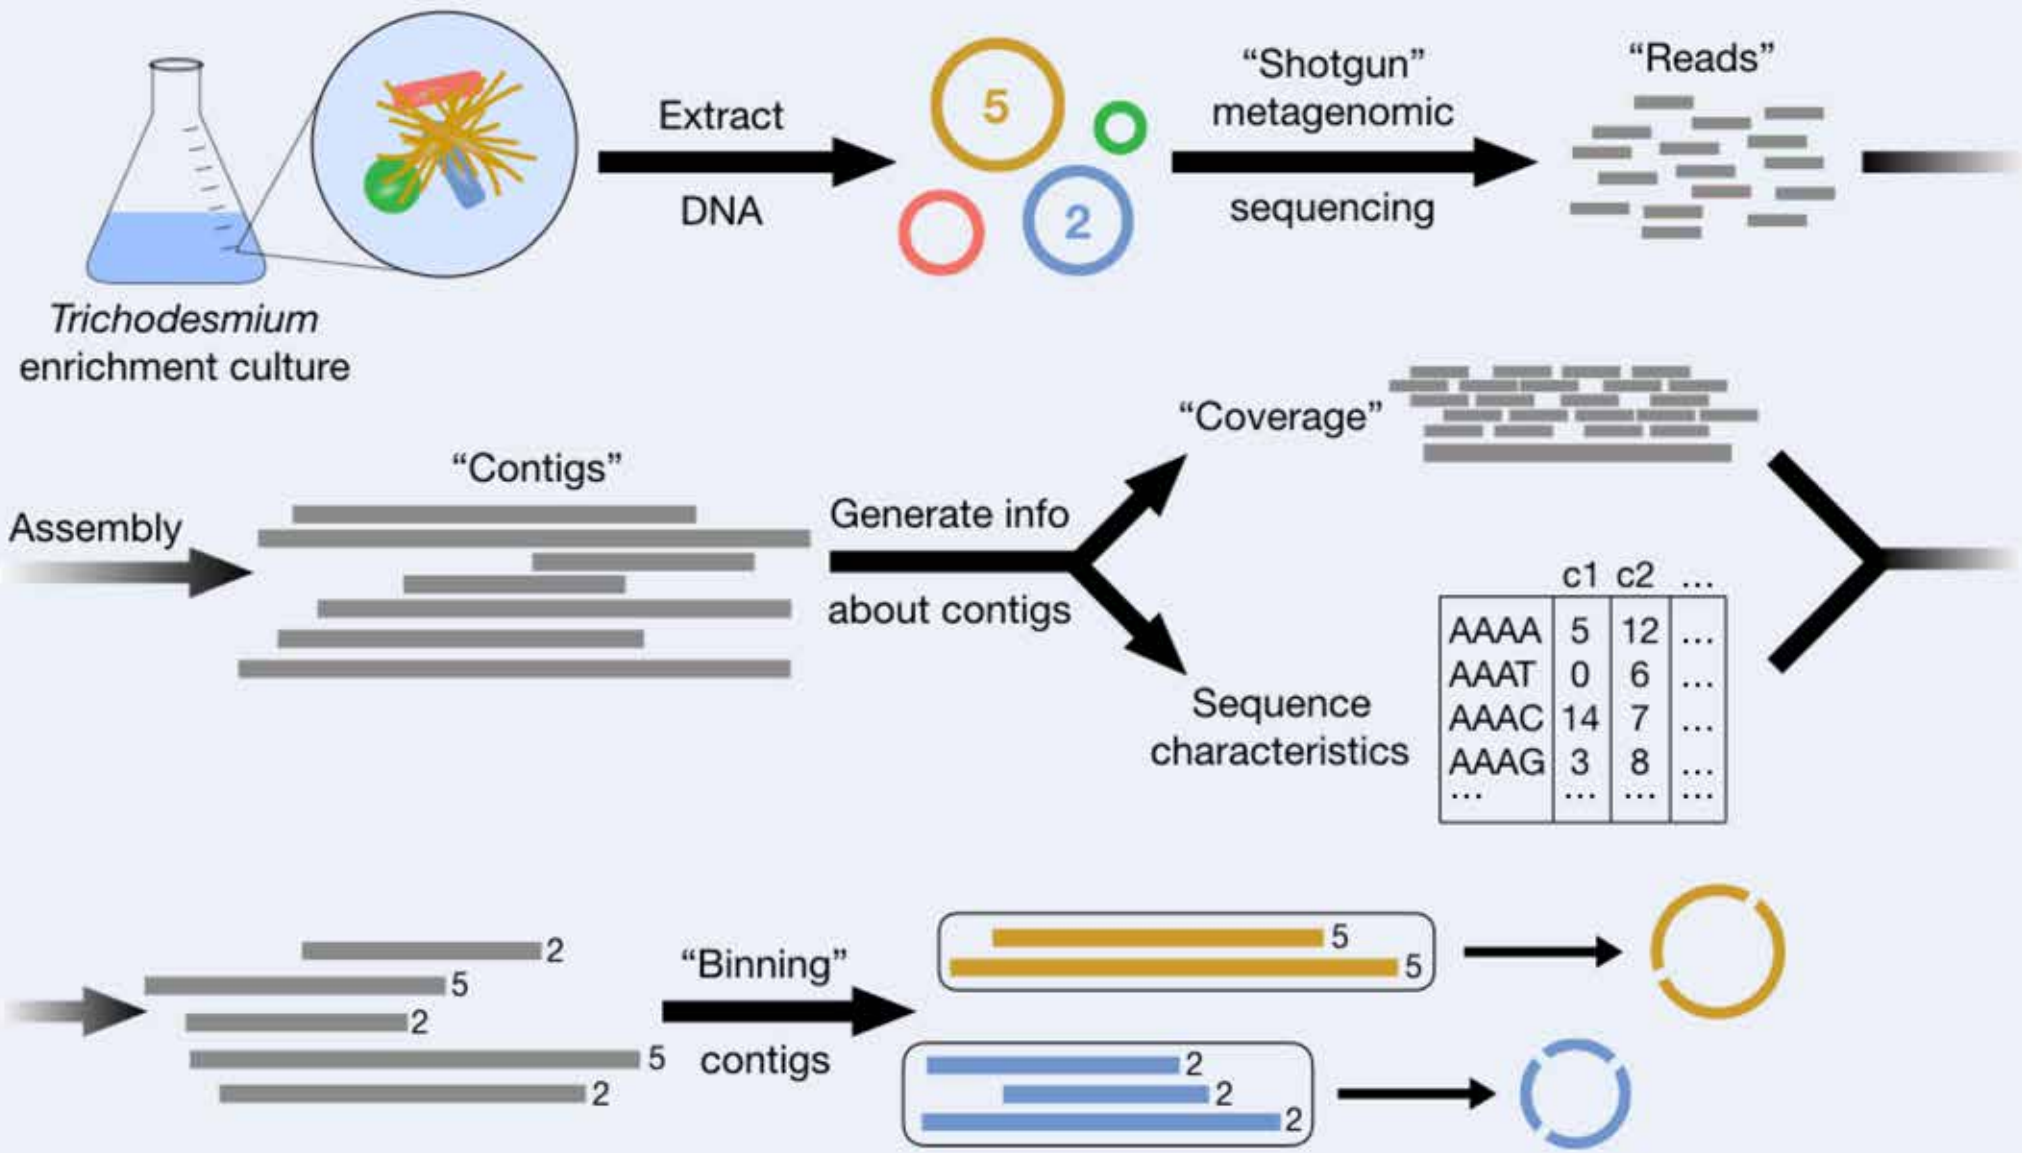 “Shotgun”
metagenomic
sequencing
“Reads”
Extract
DNA
5
2
Trichodesmium
enrichment culture
“Coverage”
“Contigs”
Assembly
Generate info
about contigs
Sequence
characteristics
c1 c2 ...
AAAA 5 12 ...
AAAT 0 6 ...
AAAC 14 7 ...
AAAG 3 8 ...
... ... ... ...
2
5
2
5
2
“Binning”
contigs
5
5
2
2
2